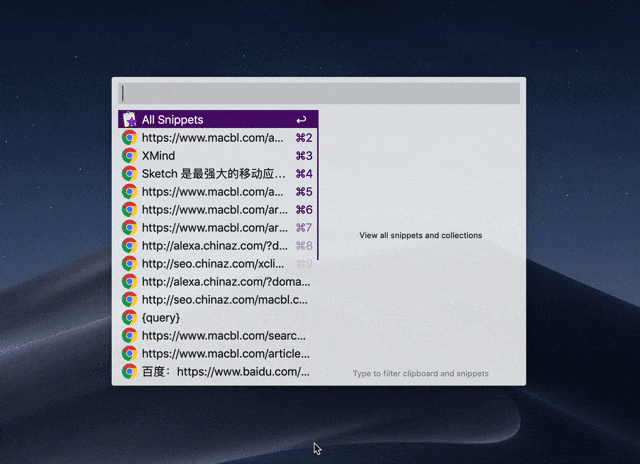 All Snippets ↩
https://www.macbl.com/a... ⌘2
XMind ⌘3
Sketch 是最强大的移动应... ⌘4
https://www.macbl.com/a... ⌘5
https://www.macbl.com/ar... ⌘6
https://www.macbl.com/ar... ⌘7
http://alexa.chinaz.com/?d... ⌘8
http://seo.chinaz.com/xcli... ⌘9
http://alexa.chinaz.com/?doma...
http://seo.chinaz.com/macbl.c...
{query}
https://www.macbl.com/searc...
https://www.macbl.com/article...
百度：https://www.baidu.com/...
View all snippets and collections
Type to filter clipboard and snippets